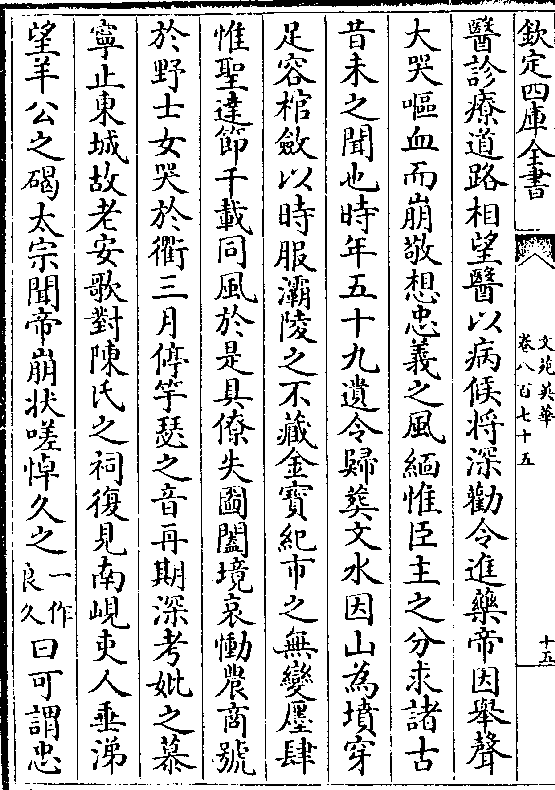 欽定四庫全書
文苑英華
卷八百七十五
十五
醫診療道路相望醫以病候将深勸令進藥帝因舉聲
大哭嘔血而崩敬想忠義之風緬惟臣主之分求諸古
昔未之聞也時年五十九遺令歸葬文水因山為墳穿
足容棺斂以時服灞陵之不藏金寶紀市之無變㕓肆
惟聖達節千載同風於是具僚失圖闔境哀慟農商號
於野士女哭於衢三月停竽瑟之音再期深考妣之慕
寧止東城故老安歌對陳氏之祠復見南峴吏人垂涕
望羊公之碣太宗聞帝崩状嗟悼久之一作良久曰可謂忠